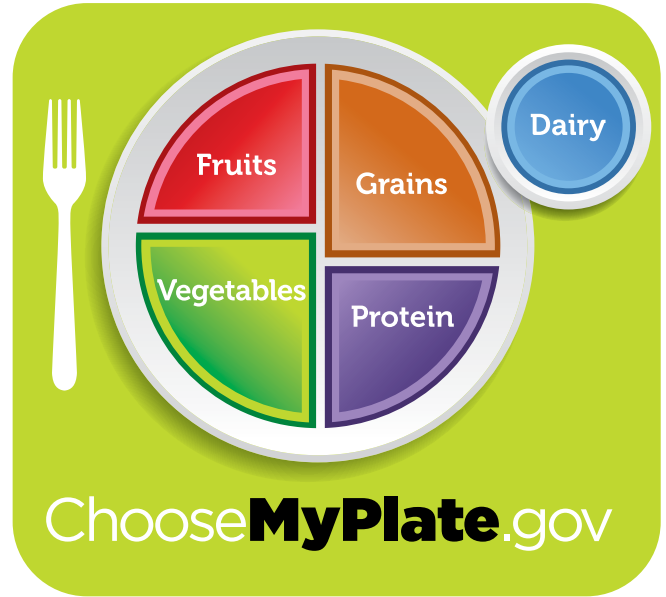 Fruits
Grains
Dairy
Vegetables
Protein
ChooseMyPlate.gov